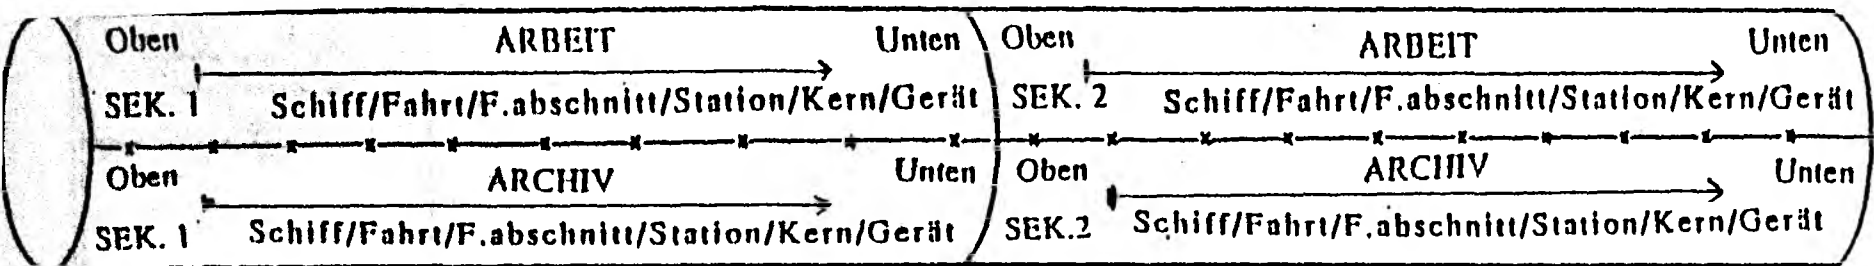 Oben ARBEIT Unten Oben ARBEIT Unten
SEK. 1 Schiff/Fahrt/F.abschnitt/Station/Kern/Gerät SEK. 2 Schiff/Fahrt/F.abschnitt/Station/Kern/Gerät
Oben ARCHIV Unten Oben ARCHIV Unten
SEK. 1 Schiff/Fahrt/F.abschnitt/Station/Kern/Gerät SEK.2 Schiff/Fahrt/F.abschnitt/Station/Kern/Gerät